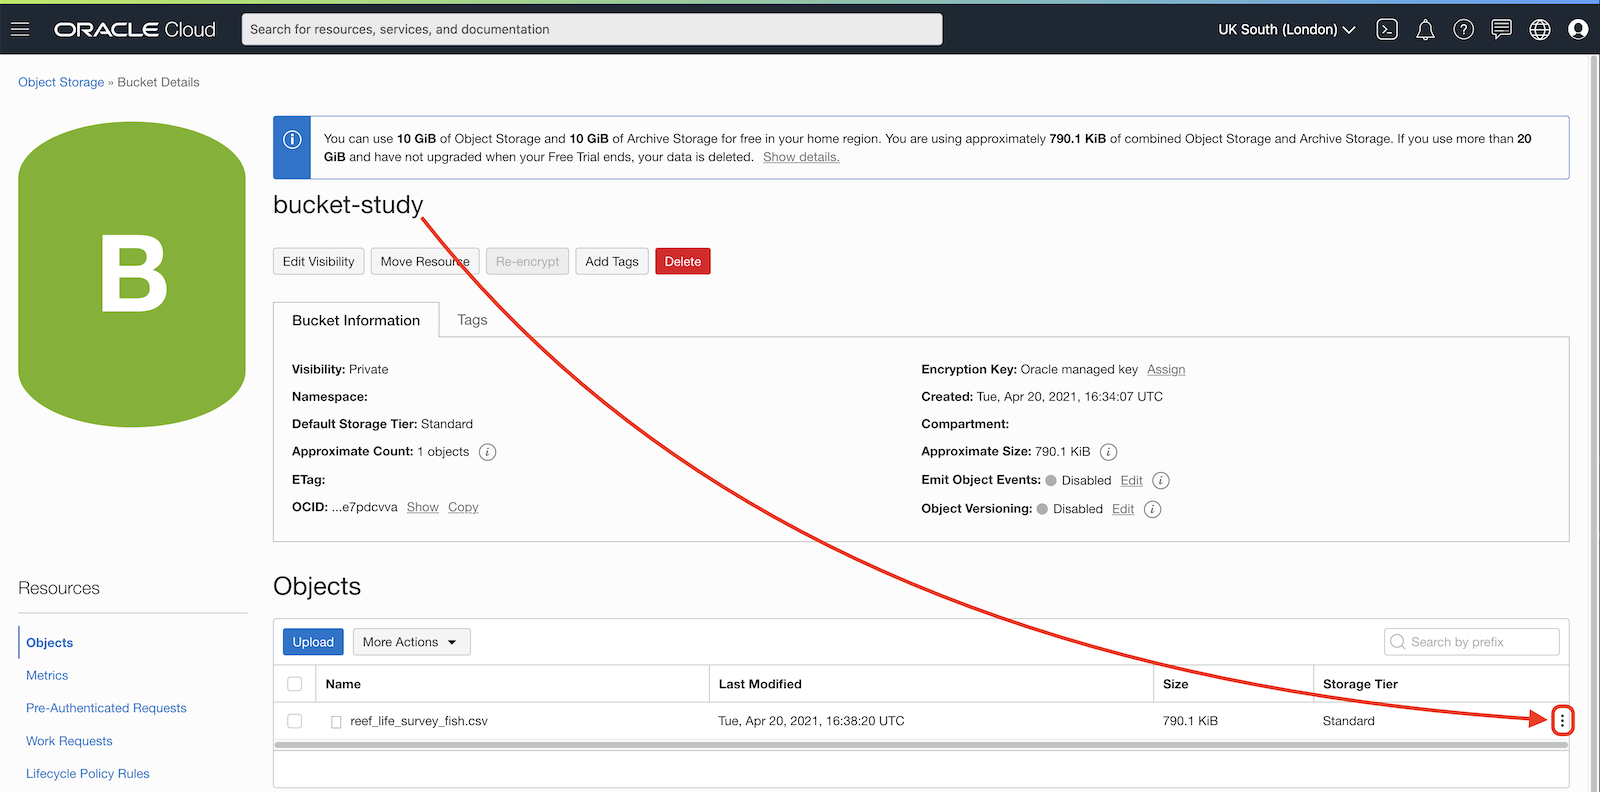 ORACLE Cloud
Search for resources, services, and documentation
UK South (London)
Object Storage » Bucket Details
You can use 10 GiB of Object Storage and 10 GiB of Archive Storage for free in your home region. You are using approximately 790.1 KiB of combined Object Storage and Archive Storage. If you use more than 20
GiB and have not upgraded when your Free Trial ends, your data is deleted. Show details.
B
bucket-study
Edit Visibility
Move Resource
Re-encrypt
Add Tags
Delete
Bucket Information
Tags
Visibility: Private
Namespace:
Default Storage Tier: Standard
Approximate Count: 1 objects
ETag:
OCID: ...e7pdcvva Show Copy
Encryption Key: Oracle managed key Assign
Created: Tue, Apr 20, 2021, 16:34:07 UTC
Compartment:
Approximate Size: 790.1 KiB
Emit Object Events: Disabled Edit
Object Versioning: Disabled Edit
Resources
Objects
Metrics
Pre-Authenticated Requests
Work Requests
Lifecycle Policy Rules
Objects
Upload
More Actions
Search by prefix
Name Last Modified Size Storage Tier
reef_life_survey_fish.csv Tue, Apr 20, 2021, 16:38:20 UTC 790.1 KiB Standard